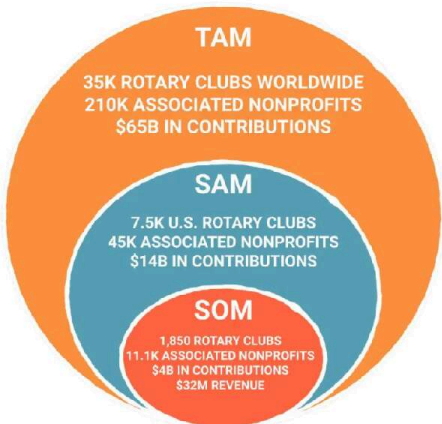 TAM
35K ROTARY CLUBS WORLDWIDE
210K ASSOCIATED NONPROFITS
$65B IN CONTRIBUTIONS
SAM
7.5K U.S. ROTARY CLUBS
45K ASSOCIATED NONPROFITS
$14B IN CONTRIBUTIONS
SOM
1,850 ROTARY CLUBS
11.1K ASSOCIATED NONPROFITS
$4B IN CONTRIBUTIONS
$32M REVENUE